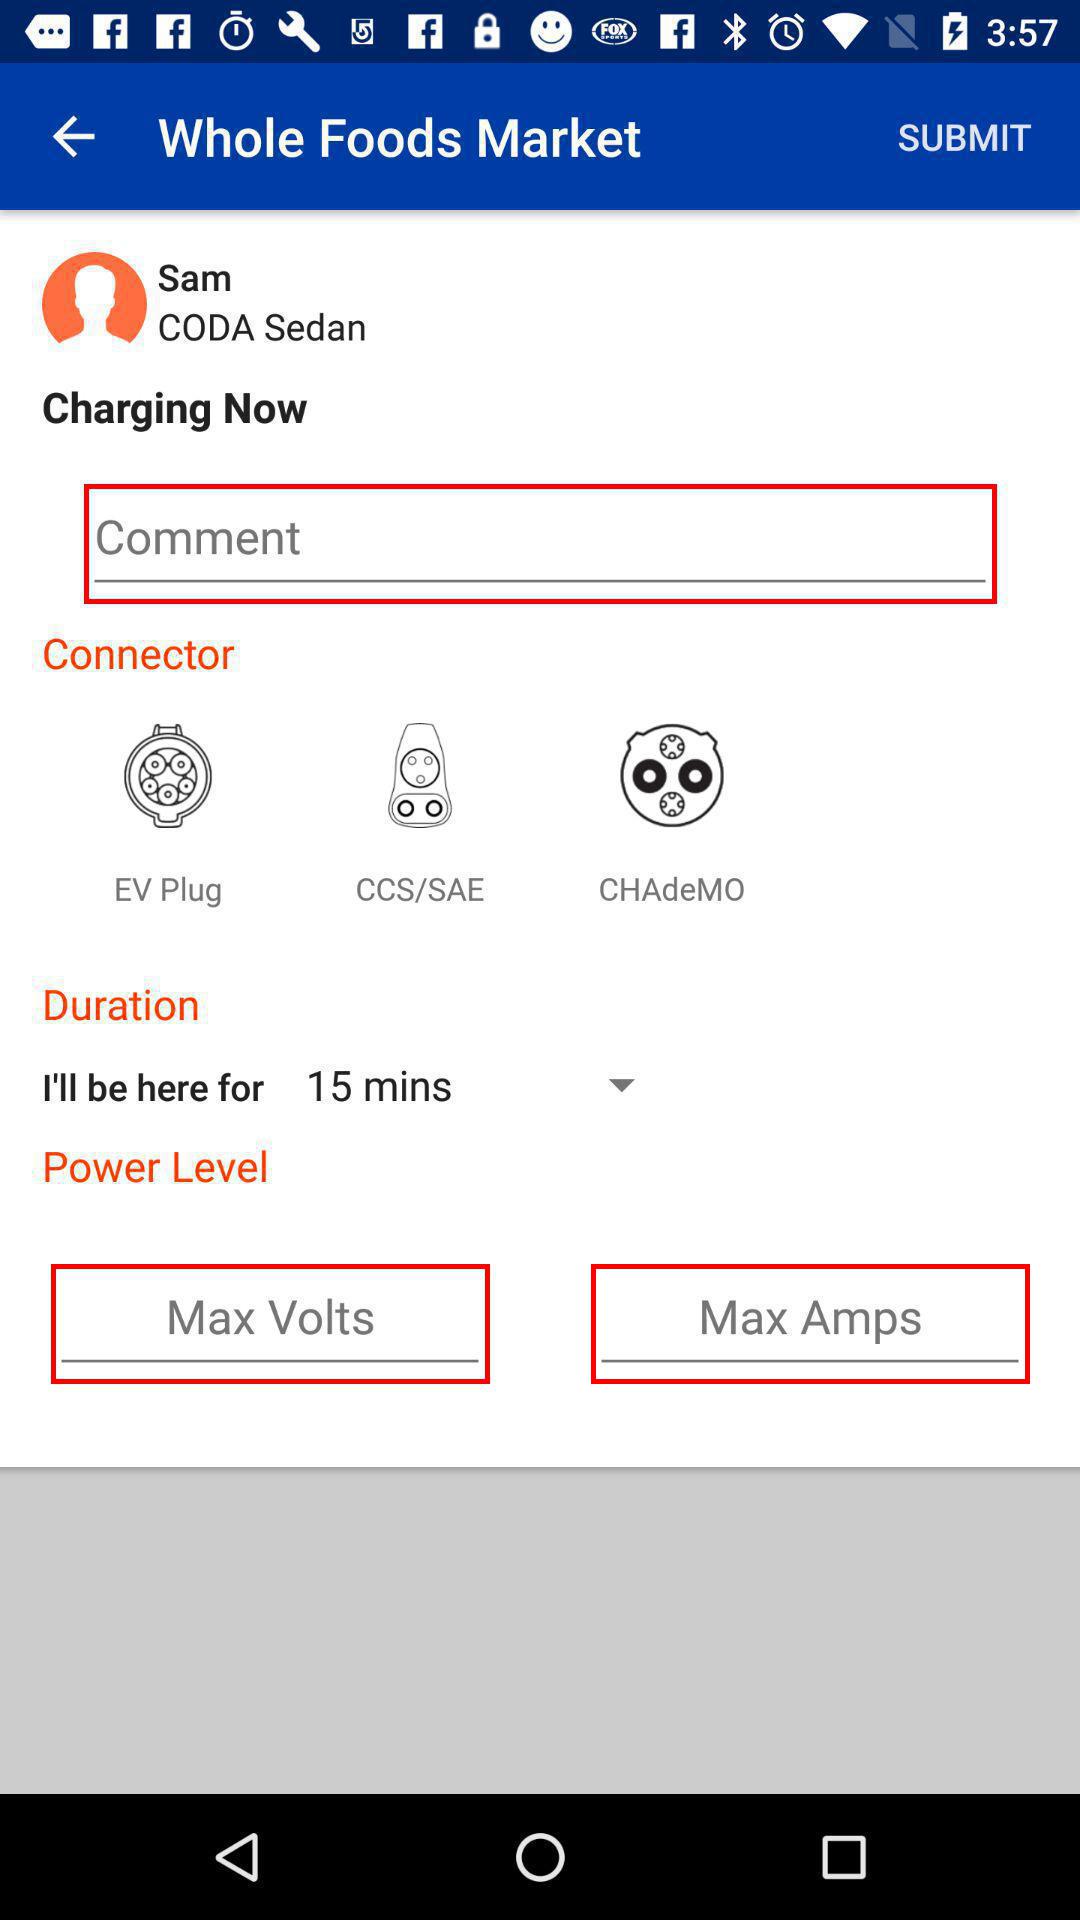 3:57
Whole Foods Market
SUBMIT
Sam
CODA Sedan
Charging Now
Comment
Connector
EV Plug
CCS/SAE
CHAdeMO
Duration
I'll be here for 15 mins
Power Level
Max Volts
Max Amps